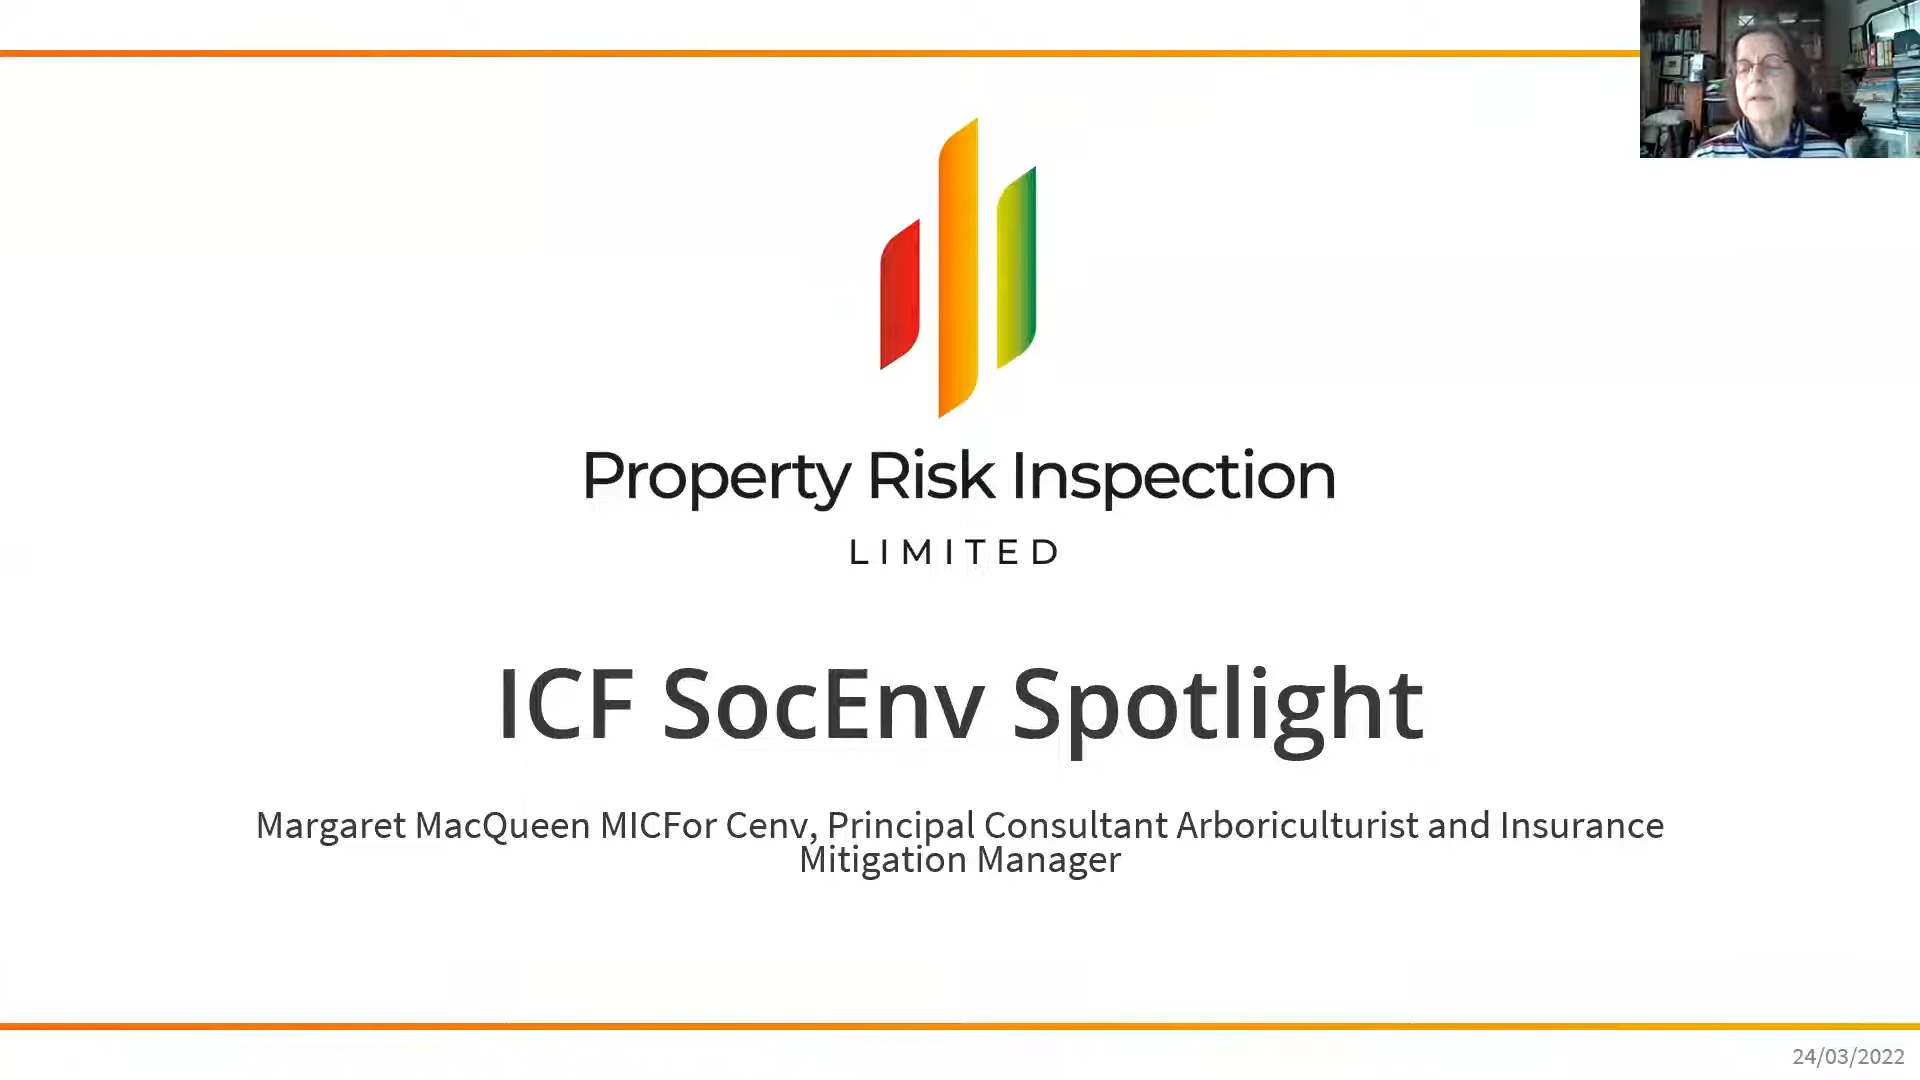 Property Risk Inspection
LIMITED
ICF SocEnv Spotlight
Margaret MacQueen MICFor Cenv, Principal Consultant Arboriculturist and Insurance
Mitigation Manager
24/03/2022